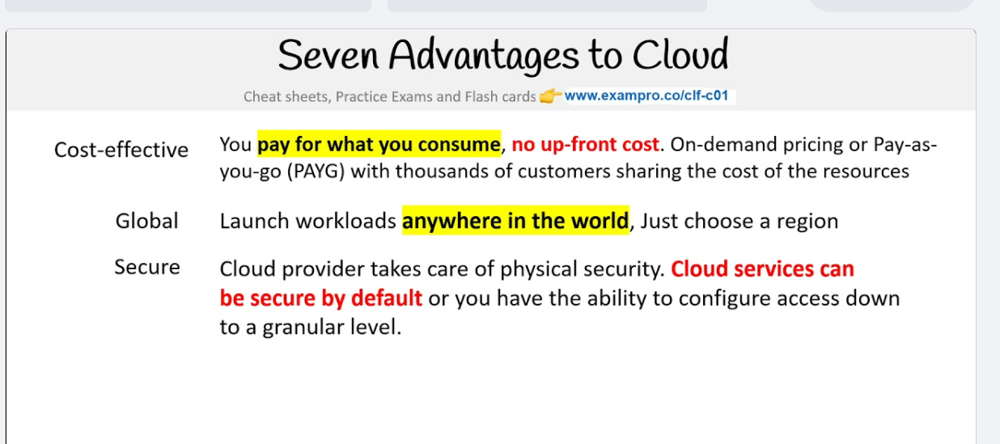 Seven Advantages to Cloud
Cheat sheets, Practice Exams and Flash cards 👉 www.exampro.co/clf-c01
Cost-effective
You pay for what you consume, no up-front cost. On-demand pricing or Pay-as-
you-go (PAYG) with thousands of customers sharing the cost of the resources
Global
Launch workloads anywhere in the world, Just choose a region
Secure
Cloud provider takes care of physical security. Cloud services can
be secure by default or you have the ability to configure access down
to a granular level.